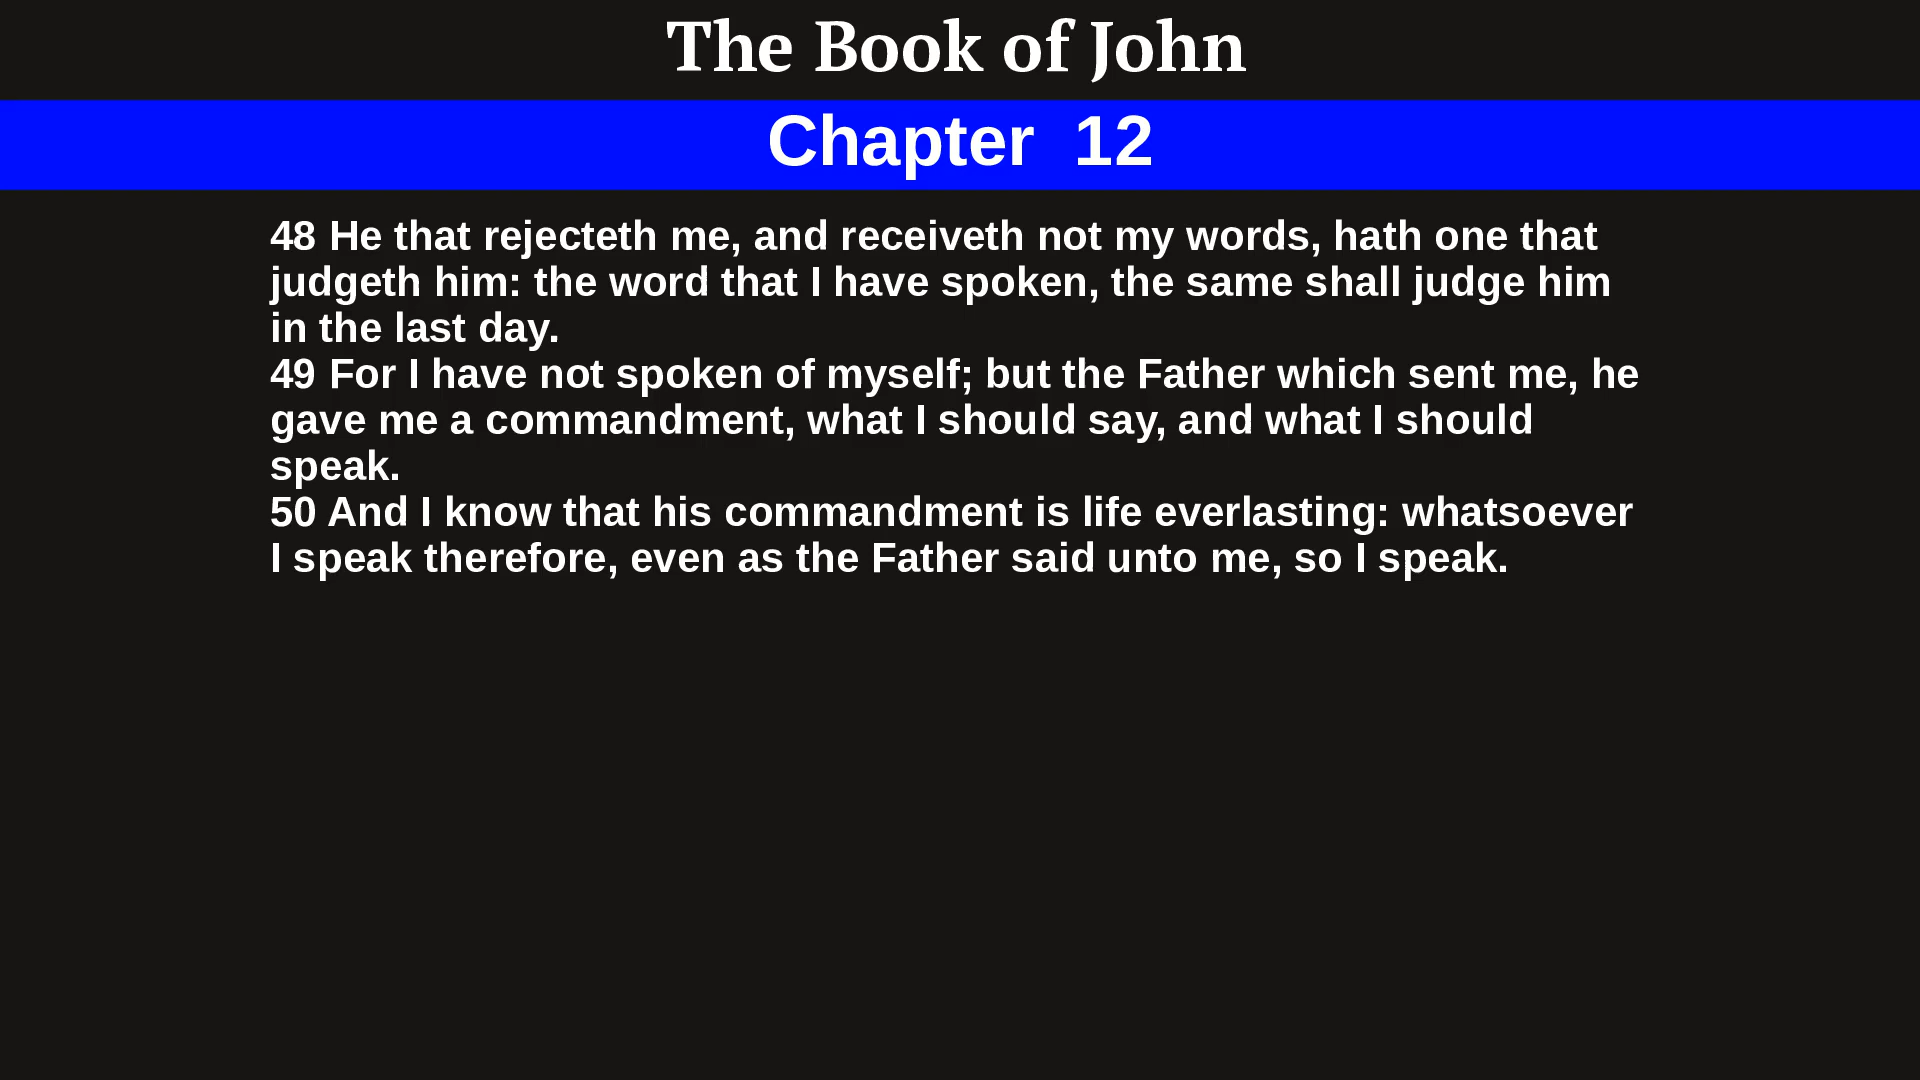 The Book of John
Chapter  12
48 He that rejecteth me, and receiveth not my words, hath one that
judgeth him: the word that I have spoken, the same shall judge him
in the last day.
49 For I have not spoken of myself; but the Father which sent me, he
gave me a commandment, what I should say, and what I should
speak.
50 And I know that his commandment is life everlasting: whatsoever
I speak therefore, even as the Father said unto me, so I speak.